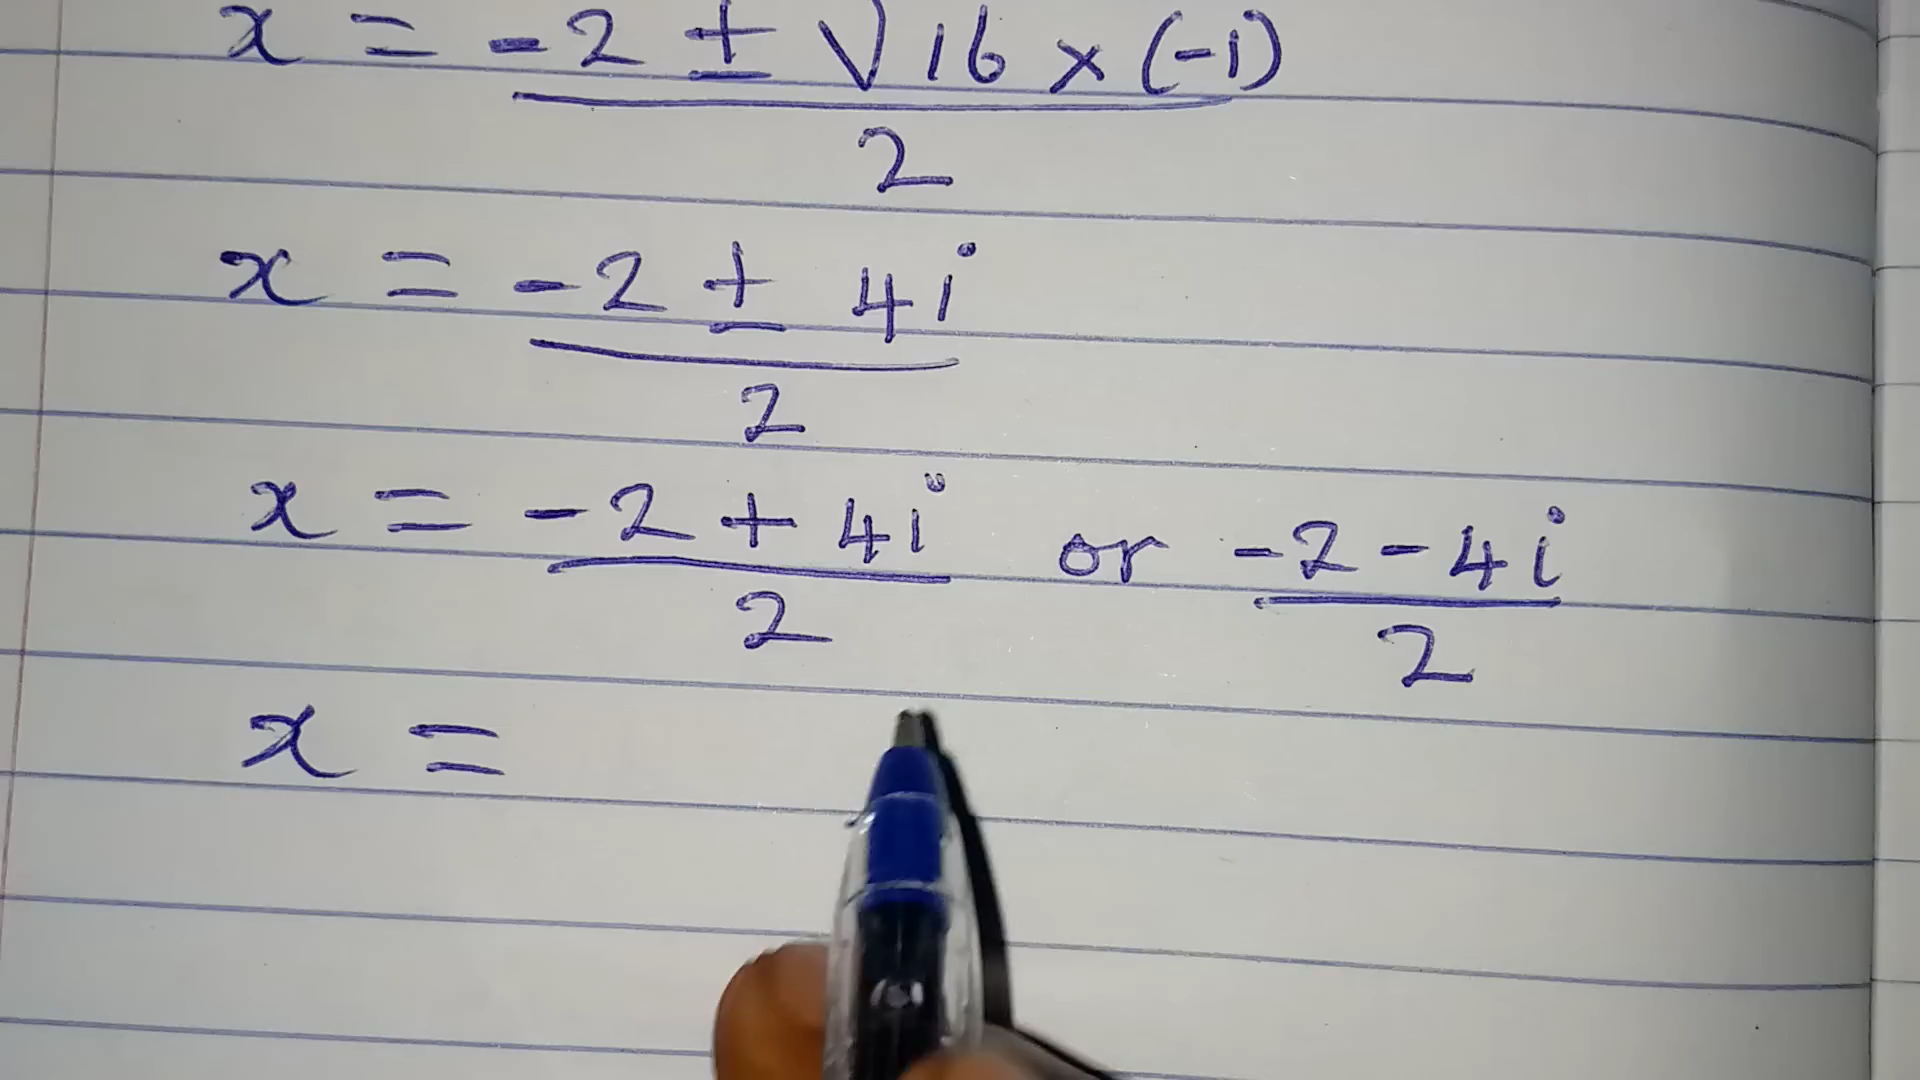 x = -2 ± √16 × (-1)
2
x = -2 ± 4i
2
x = -2 + 4i or -2 - 4i
2 2
x =